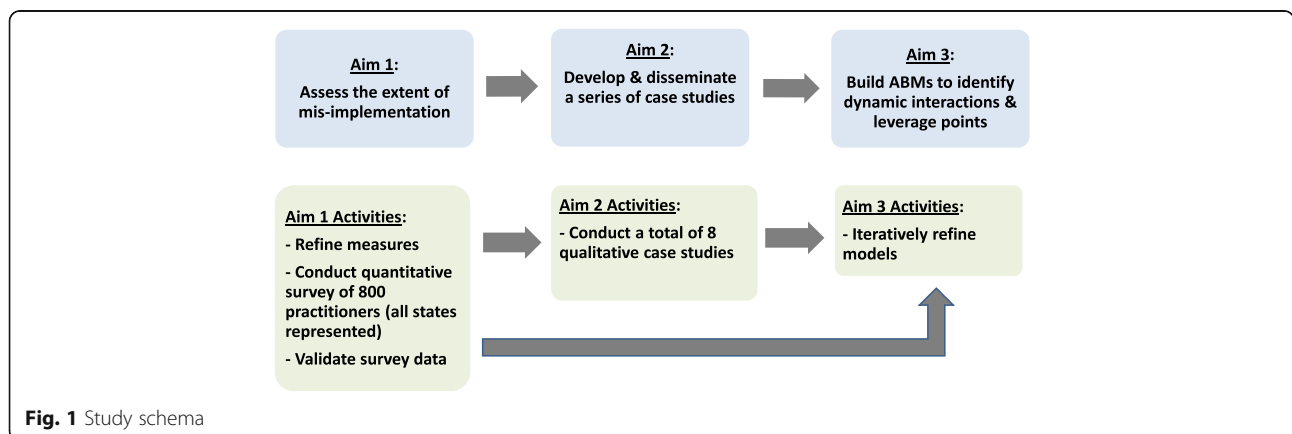 Aim 1:
Assess the extent of
mis-implementation
Aim 2:
Develop & disseminate
a series of case studies
Aim 3:
Build ABMs to identify
dynamic interactions &
leverage points
Aim 1 Activities:
- Refine measures
- Conduct quantitative
survey of 800
practitioners (all states
represented)
- Validate survey data
Aim 2 Activities:
- Conduct a total of 8
qualitative case studies
Aim 3 Activities:
- Iteratively refine
models
Fig. 1 Study schema